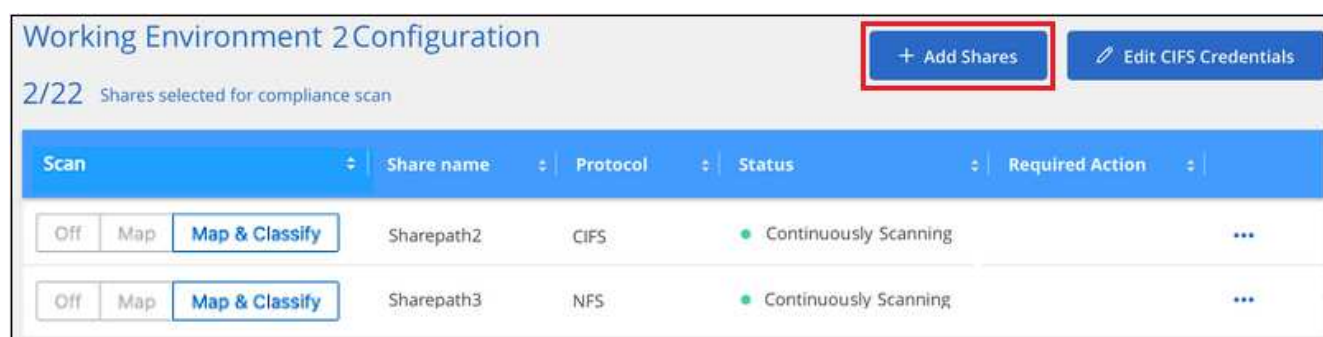 Working Environment 2 Configuration
+ Add Shares
Edit CIFS Credentials
2/22 Shares selected for compliance scan
Scan Share name Protocol Status Required Action
Off Map Map & Classify Sharepath2 CIFS Continuously Scanning ...
Off Map Map & Classify Sharepath3 NFS Continuously Scanning ...